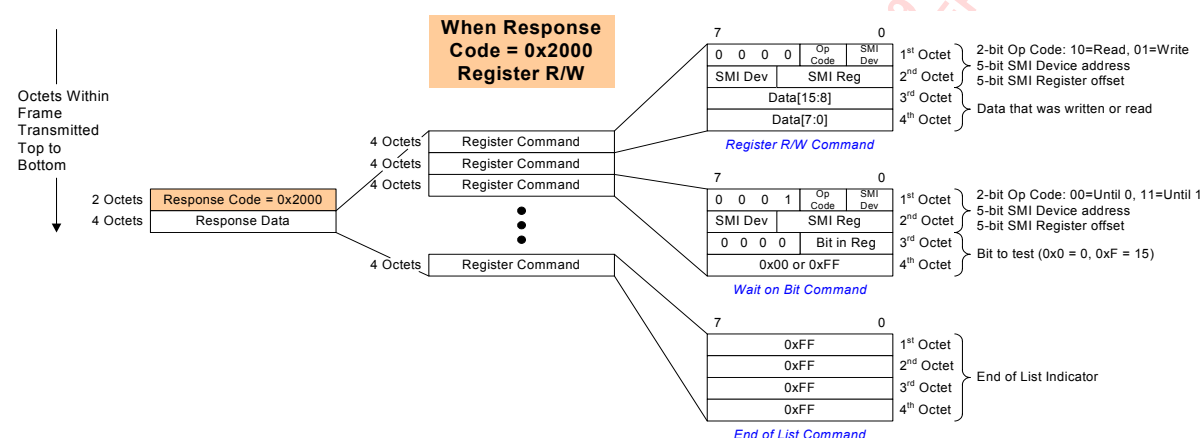 When Response
Code = 0x2000
Register R/W
Octets Within
Frame
Transmitted
Top to
Bottom
2 Octets Response Code = 0x2000
4 Octets Response Data
4 Octets Register Command
4 Octets Register Command
4 Octets Register Command
4 Octets Register Command
7 0
0 0 0 0 Op Code SMI Dev 1st Octet
SMI Dev SMI Reg 2nd Octet
Data[15:8] 3rd Octet
Data[7:0] 4th Octet
2-bit Op Code: 10=Read, 01=Write
5-bit SMI Device address
5-bit SMI Register offset
Data that was written or read
Register R/W Command
7 0
0 0 0 1 Op Code SMI Dev 1st Octet
SMI Dev SMI Reg 2nd Octet
0 0 0 0 Bit in Reg 3rd Octet
0x00 or 0xFF 4th Octet
2-bit Op Code: 00=Until 0, 11=Until 1
5-bit SMI Device address
5-bit SMI Register offset
Bit to test (0x0 = 0, 0xF = 15)
Wait on Bit Command
7 0
0xFF 1st Octet
0xFF 2nd Octet
0xFF 3rd Octet
0xFF 4th Octet
End of List Indicator
End of List Command